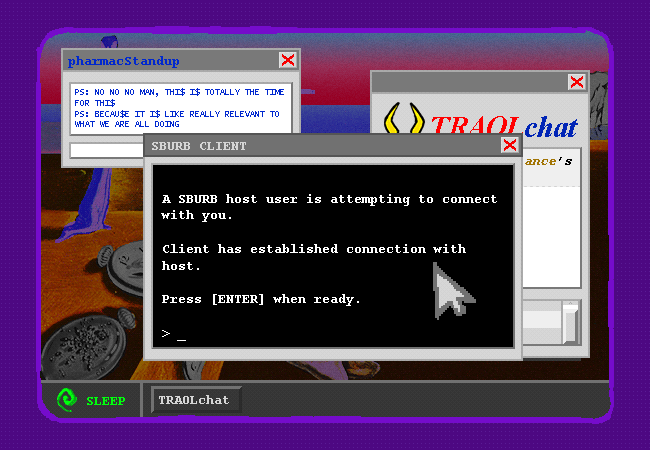 pharmacStandup
PS: NO NO NO MAN, THI$ I$ TOTALLY THE TIME
FOR THI$
PS: BECAU$E IT I$ LIKE REALLY RELEVANT TO
WHAT WE ARE ALL DOING
TRAOLchat
ance's
SBURB CLIENT
A SBURB host user is attempting to connect
with you.
Client has established connection with
host.
Press [ENTER] when ready.
> _
SLEEP
TRAOLchat